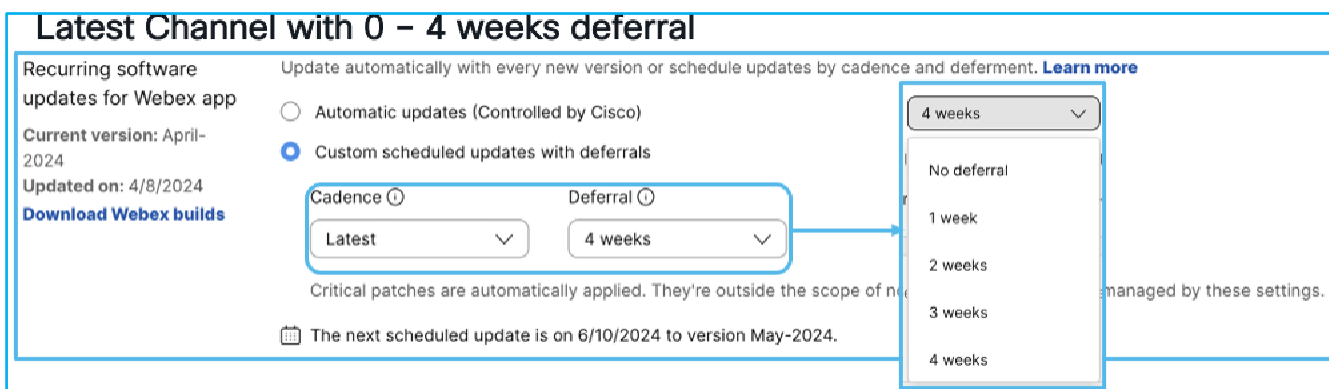 Latest Channel with 0 – 4 weeks deferral
Recurring software
updates for Webex app
Current version: April-
2024
Updated on: 4/8/2024
Download Webex builds
Update automatically with every new version or schedule updates by cadence and deferment. Learn more
Automatic updates (Controlled by Cisco)
Custom scheduled updates with deferrals
Cadence
Deferral
Latest
4 weeks
Critical patches are automatically applied. They're outside the scope of
managed by these settings.
The next scheduled update is on 6/10/2024 to version May-2024.
4 weeks
No deferral
1 week
2 weeks
3 weeks
4 weeks